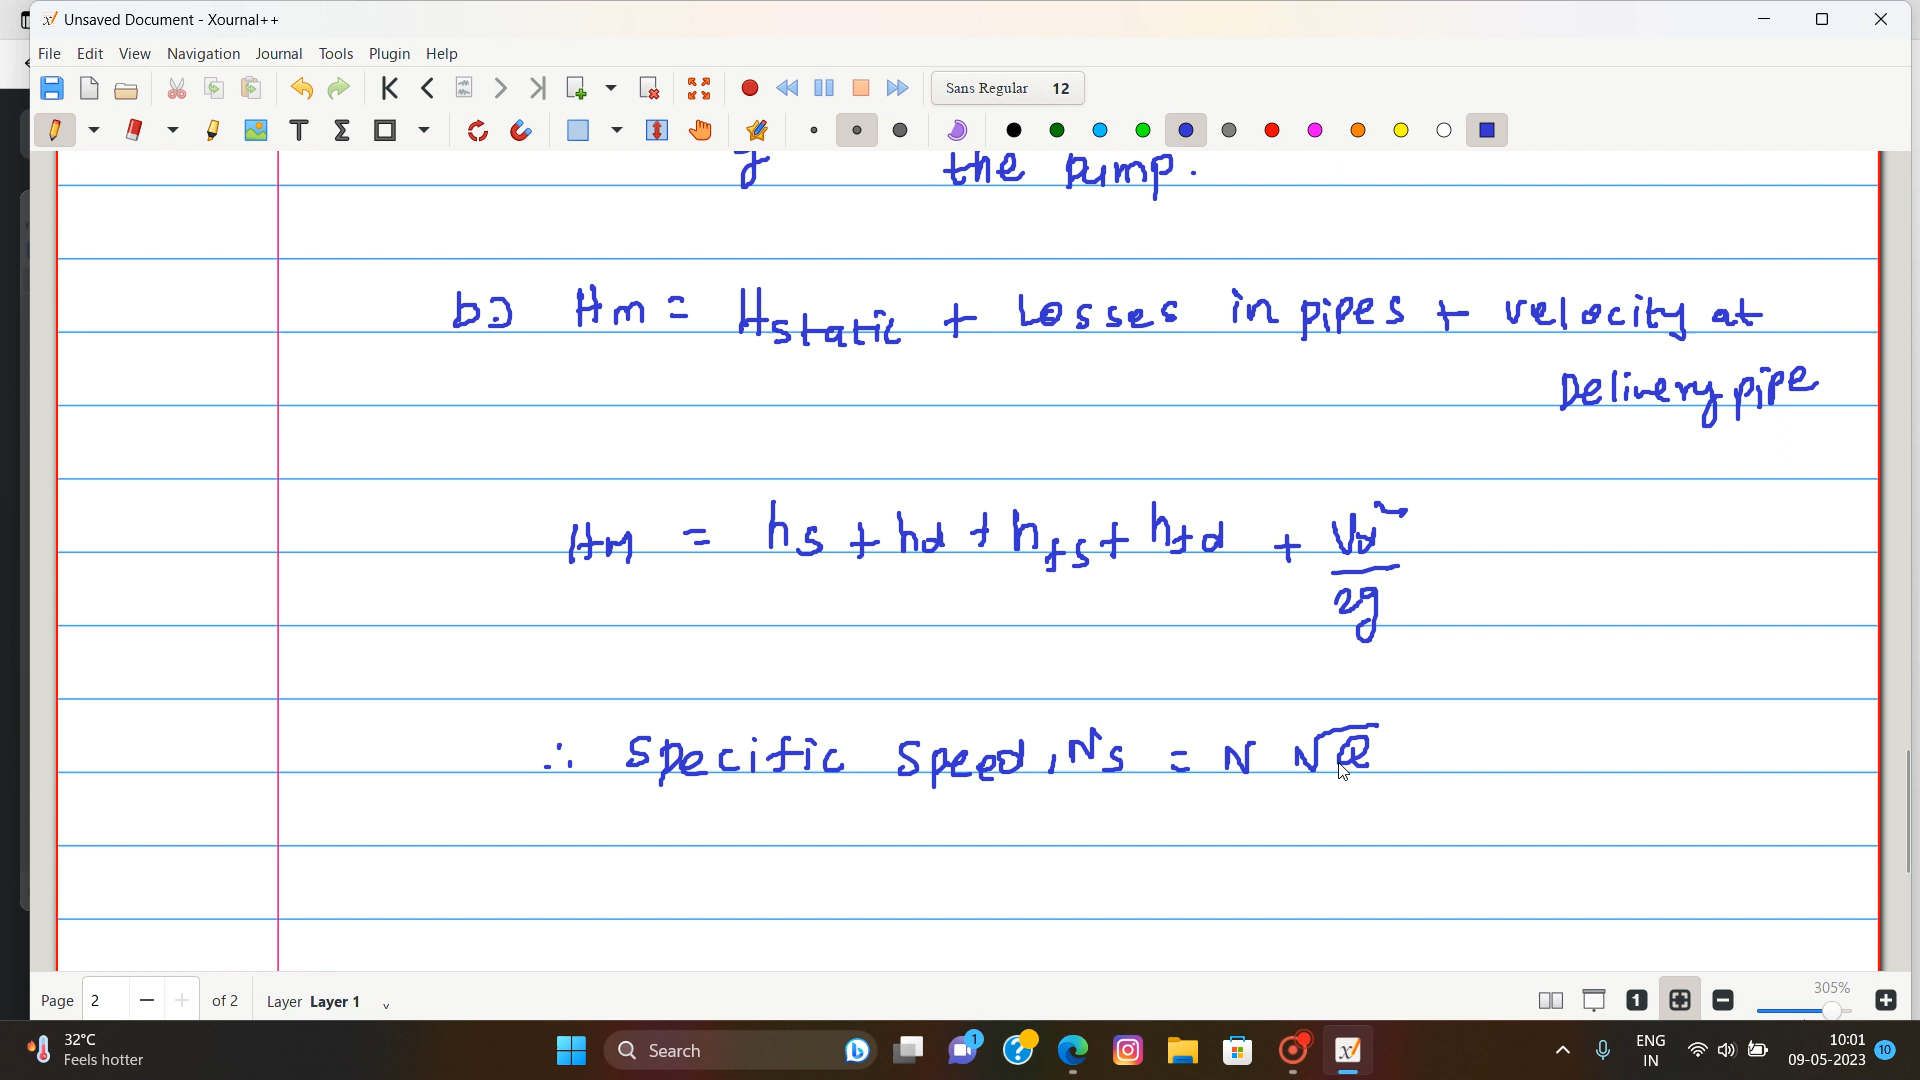 Unsaved Document - Xournal++
File Edit View Navigation Journal Tools Plugin Help
Sans Regular 12
g the pump.
b.) Hm = Hstatic + Losses in pipes + velocity at
Delivery pipe
Hm = hs + hd + hfs + hfd + Vd²
2g
∴ Specific Speed, Ns = N √Q
Page 2 of 2 Layer Layer 1
305%
32°C
Feels hotter
Search
1
ENG
IN
10:01
09-05-2023
10